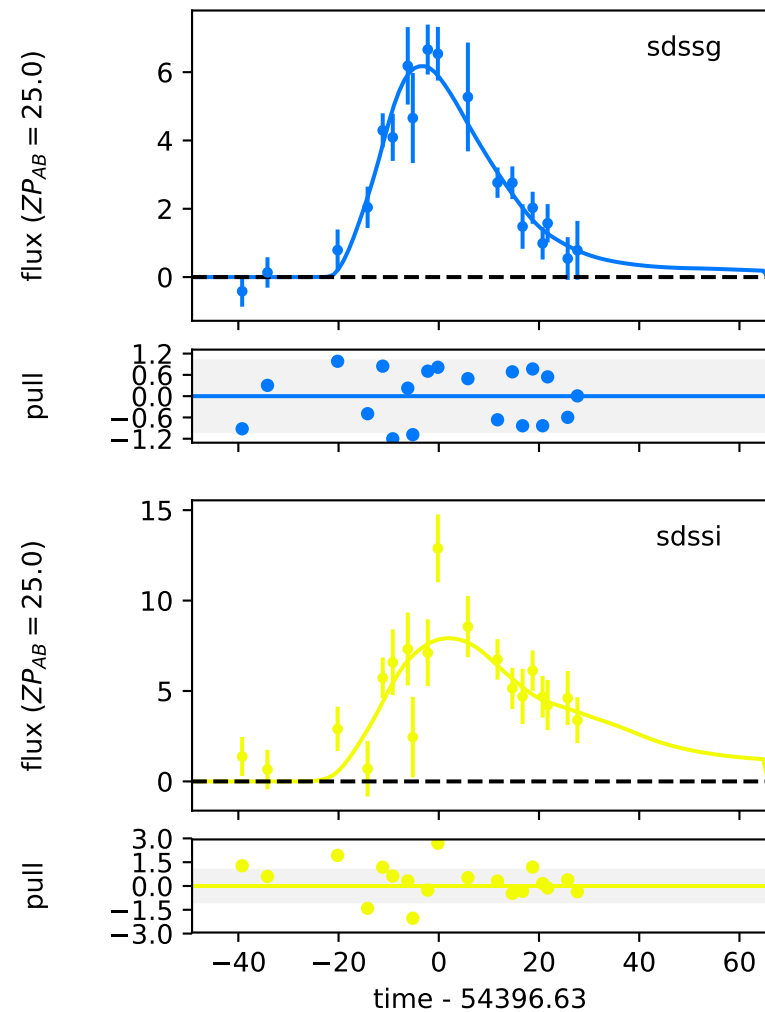 sdssg
flux (ZP_AB = 25.0)
6
4
2
0
pull
1.2
0.6
0.0
−0.6
−1.2
sdssi
flux (ZP_AB = 25.0)
15
10
5
0
pull
3.0
1.5
0.0
−1.5
−3.0
−40 −20 0 20 40 60
time - 54396.63